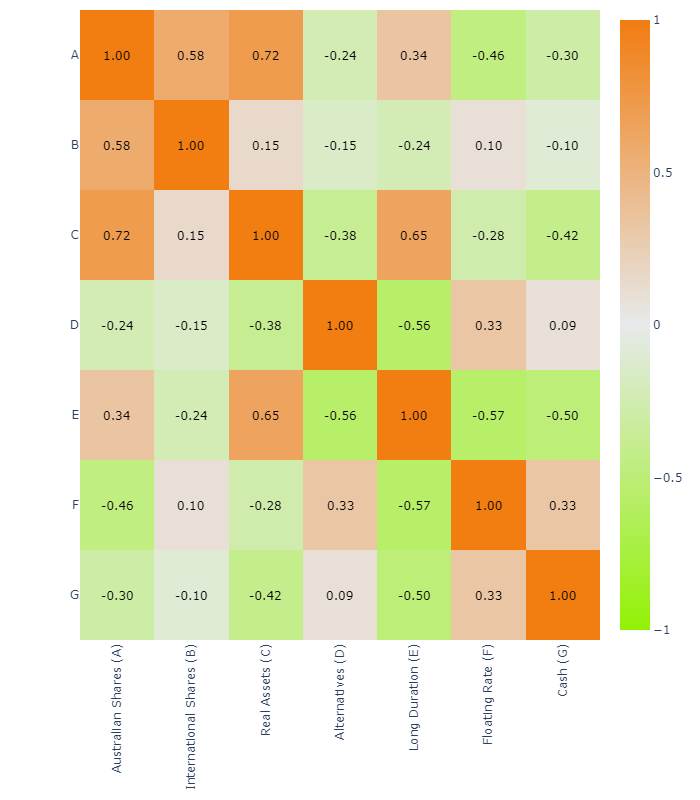 A 1.00 0.58 0.72 -0.24 0.34 -0.46 -0.30
B 0.58 1.00 0.15 -0.15 -0.24 0.10 -0.10
C 0.72 0.15 1.00 -0.38 0.65 -0.28 -0.42
D -0.24 -0.15 -0.38 1.00 -0.56 0.33 0.09
E 0.34 -0.24 0.65 -0.56 1.00 -0.57 -0.50
F -0.46 0.10 -0.28 0.33 -0.57 1.00 0.33
G -0.30 -0.10 -0.42 0.09 -0.50 0.33 1.00
Australian Shares (A)
International Shares (B)
Real Assets (C)
Alternatives (D)
Long Duration (E)
Floating Rate (F)
Cash (G)
1
0.5
0
−0.5
−1